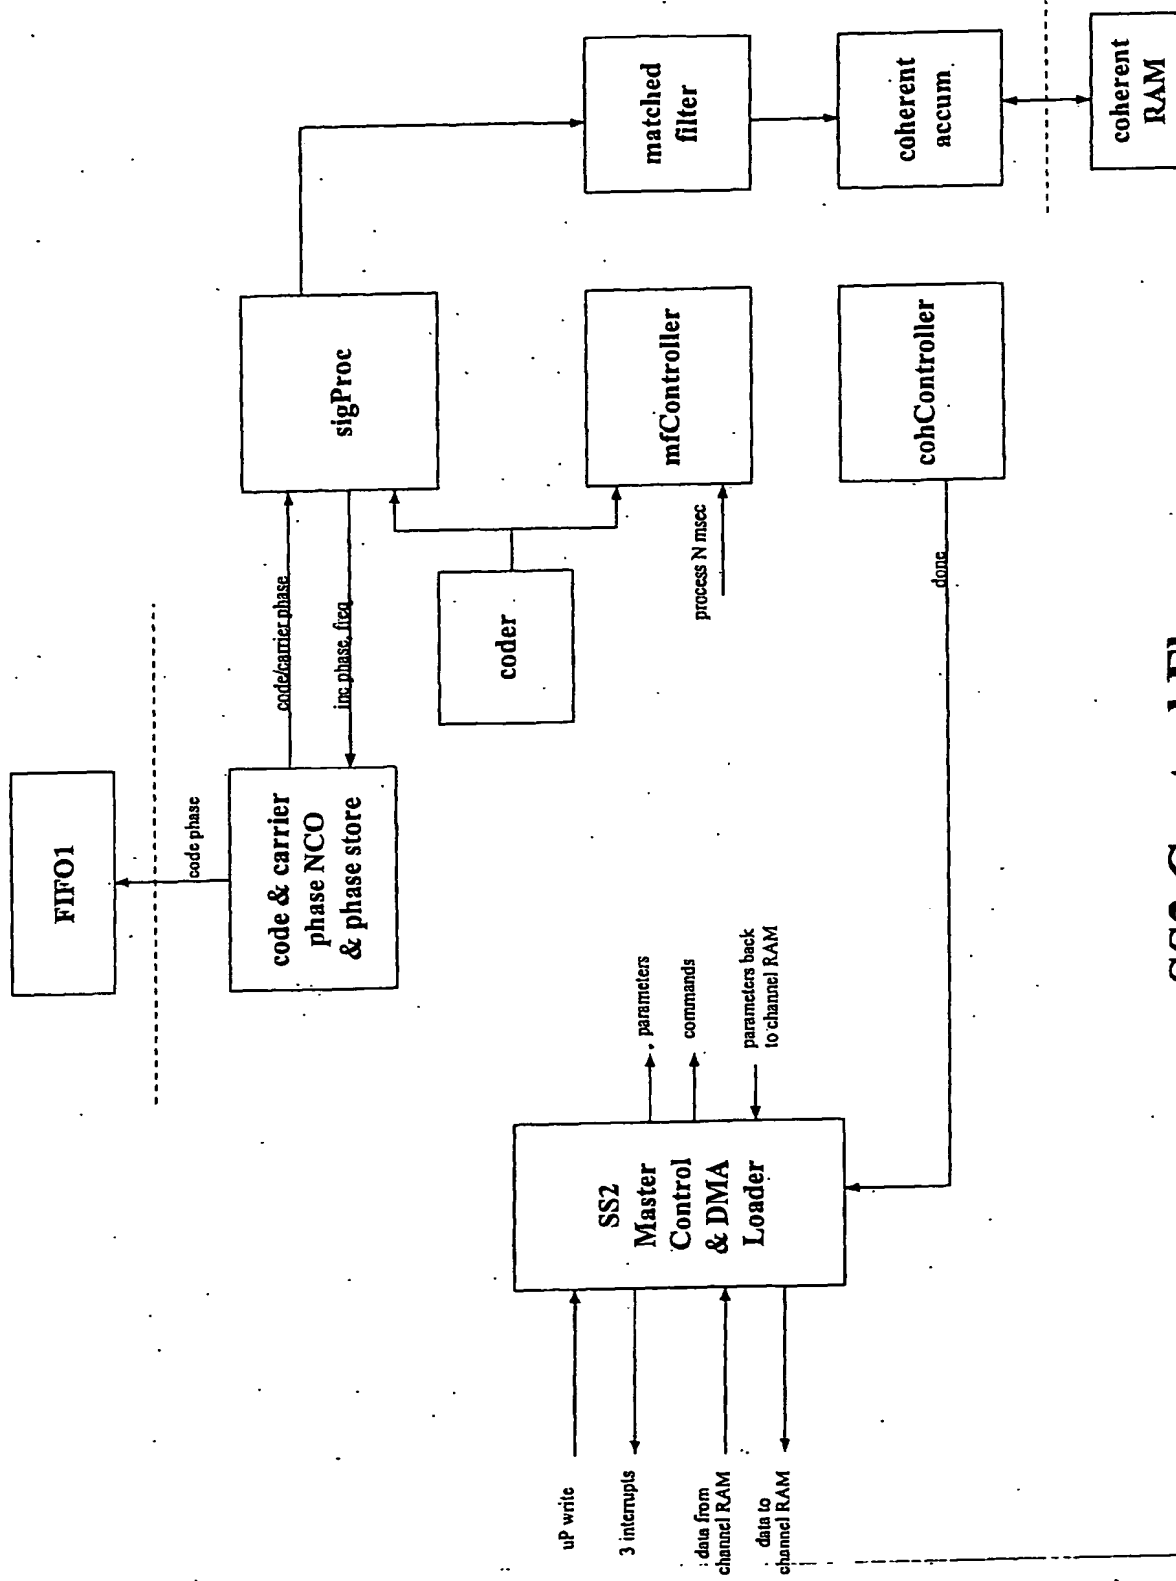 FIFO1
code phase
code & carrier
phase NCO
& phase store
code/carrier phase
inc phase, freq
sigProc
coder
matched
filter
mfController
process N msec
coherent
accum
cohController
done
coherent
RAM
SS2
Master
Control
& DMA
Loader
parameters
commands
parameters back
to channel RAM
uP write
3 interrupts
data from
channel RAM
data to
channel RAM